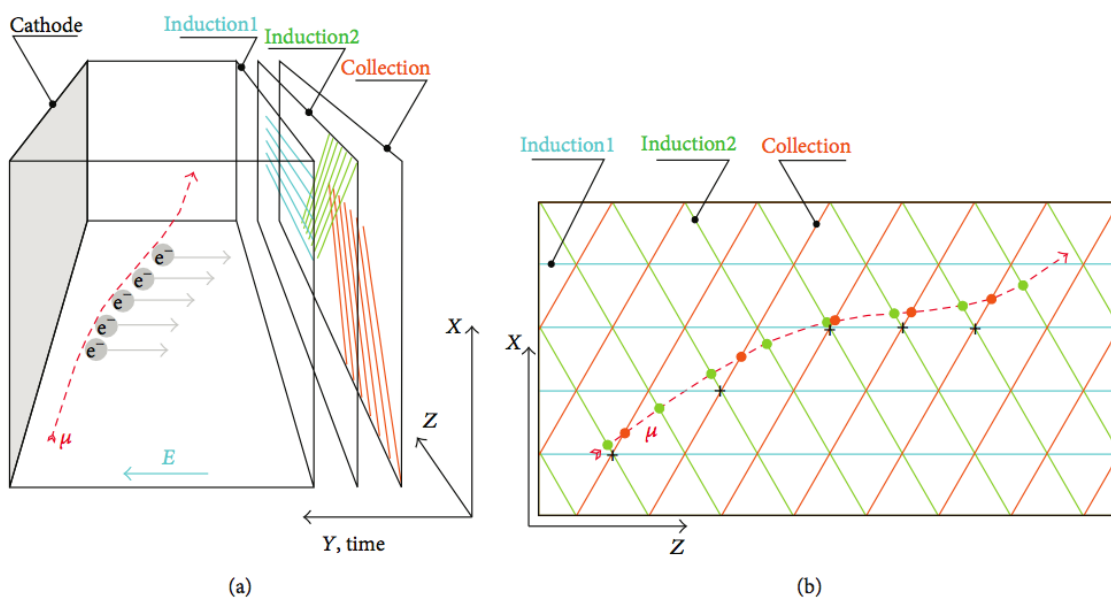 Cathode
Induction1
Induction2
Collection
e⁻
e⁻
e⁻
e⁻
e⁻
μ
E
X
Z
Y, time
(a)
Induction1
Induction2
Collection
X
μ
Z
(b)